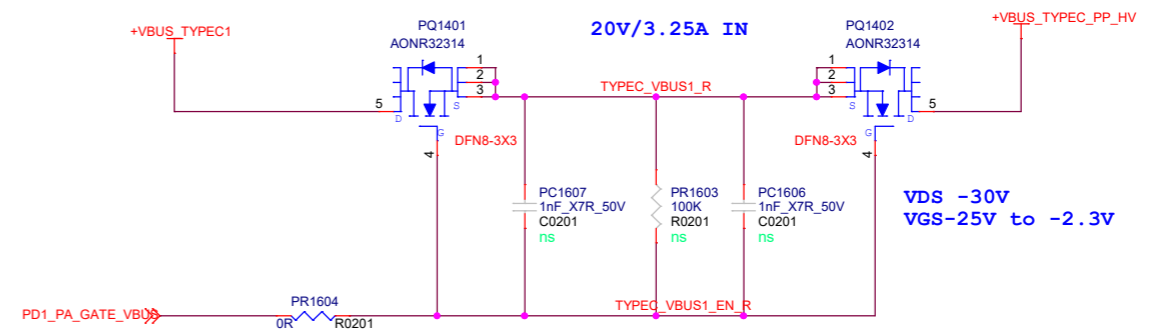 +VBUS_TYPEC1
PQ1401
AONR32314
20V/3.25A IN
PQ1402
AONR32314
+VBUS_TYPEC_PP_HV
1
2
3
S
5
D
G
4
DFN8-3X3
TYPEC_VBUS1_R
1
2
3
S
5
D
G
4
DFN8-3X3
PC1607
1nF_X7R_50V
C0201
ns
PR1603
100K
R0201
ns
PC1606
1nF_X7R_50V
C0201
ns
VDS -30V
VGS-25V to -2.3V
PD1_PA_GATE_VBUS
PR1604
0R
R0201
TYPEC_VBUS1_EN_R